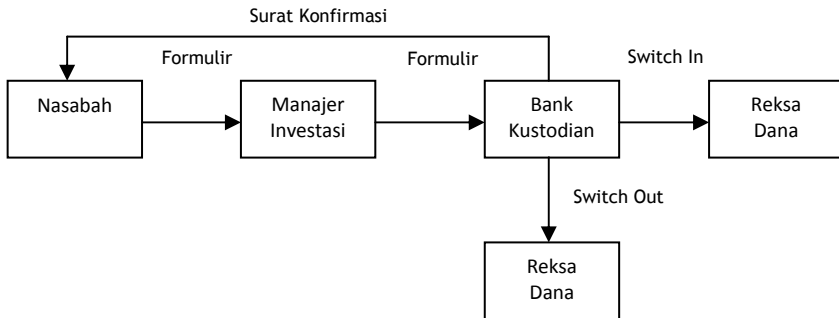 Surat Konfirmasi
Formulir
Formulir
Switch In
Nasabah
Manajer
Investasi
Bank
Kustodian
Reksa
Dana
Switch Out
Reksa
Dana